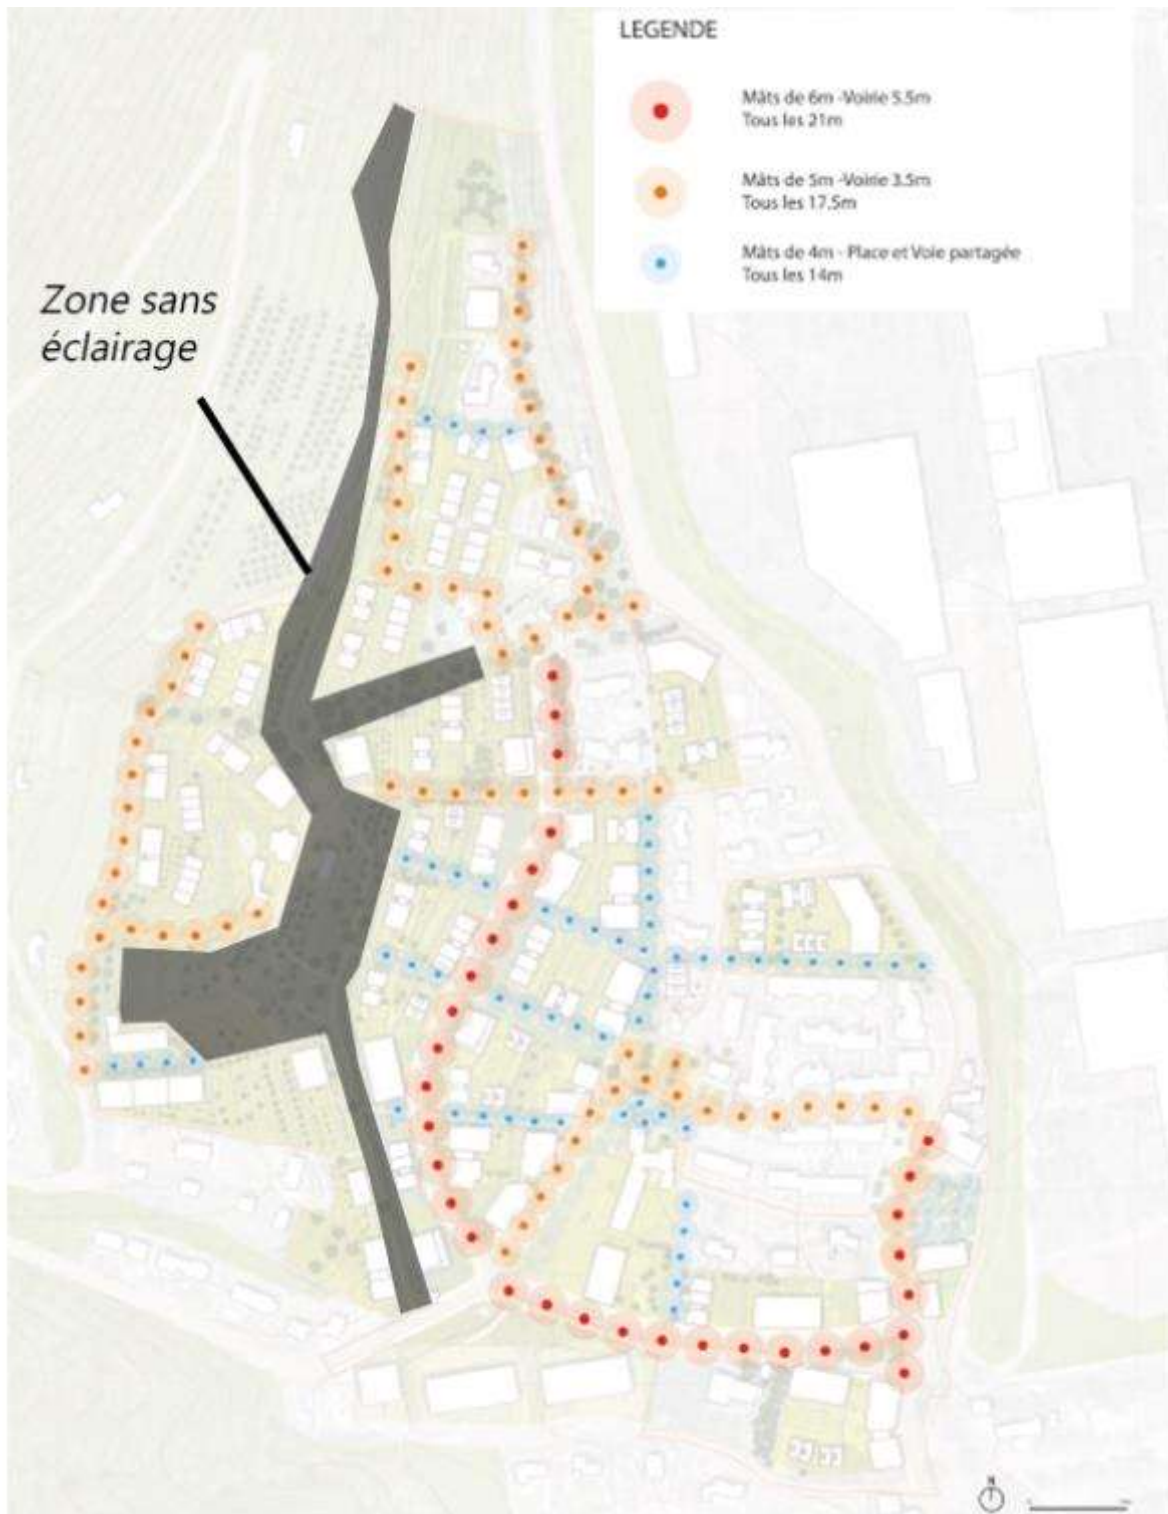 LEGENDE
Mâts de 6m -Voirie 5.5m
Tous les 21m
Mâts de 5m -Voirie 3.5m
Tous les 17.5m
Mâts de 4m - Place et Voie partagée
Tous les 14m
Zone sans
éclairage
N